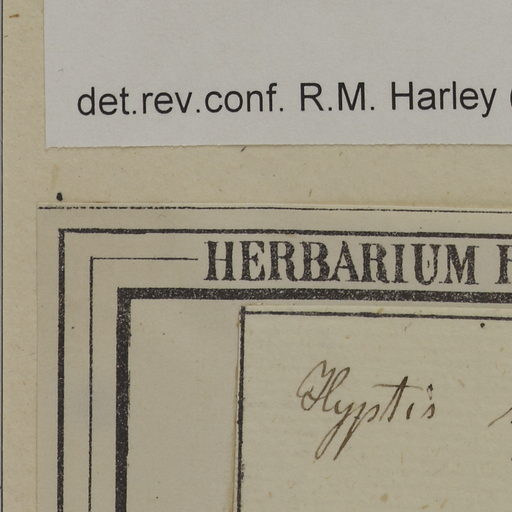 det.rev.conf. R.M. Harley
HERBARIUM
Hyptis